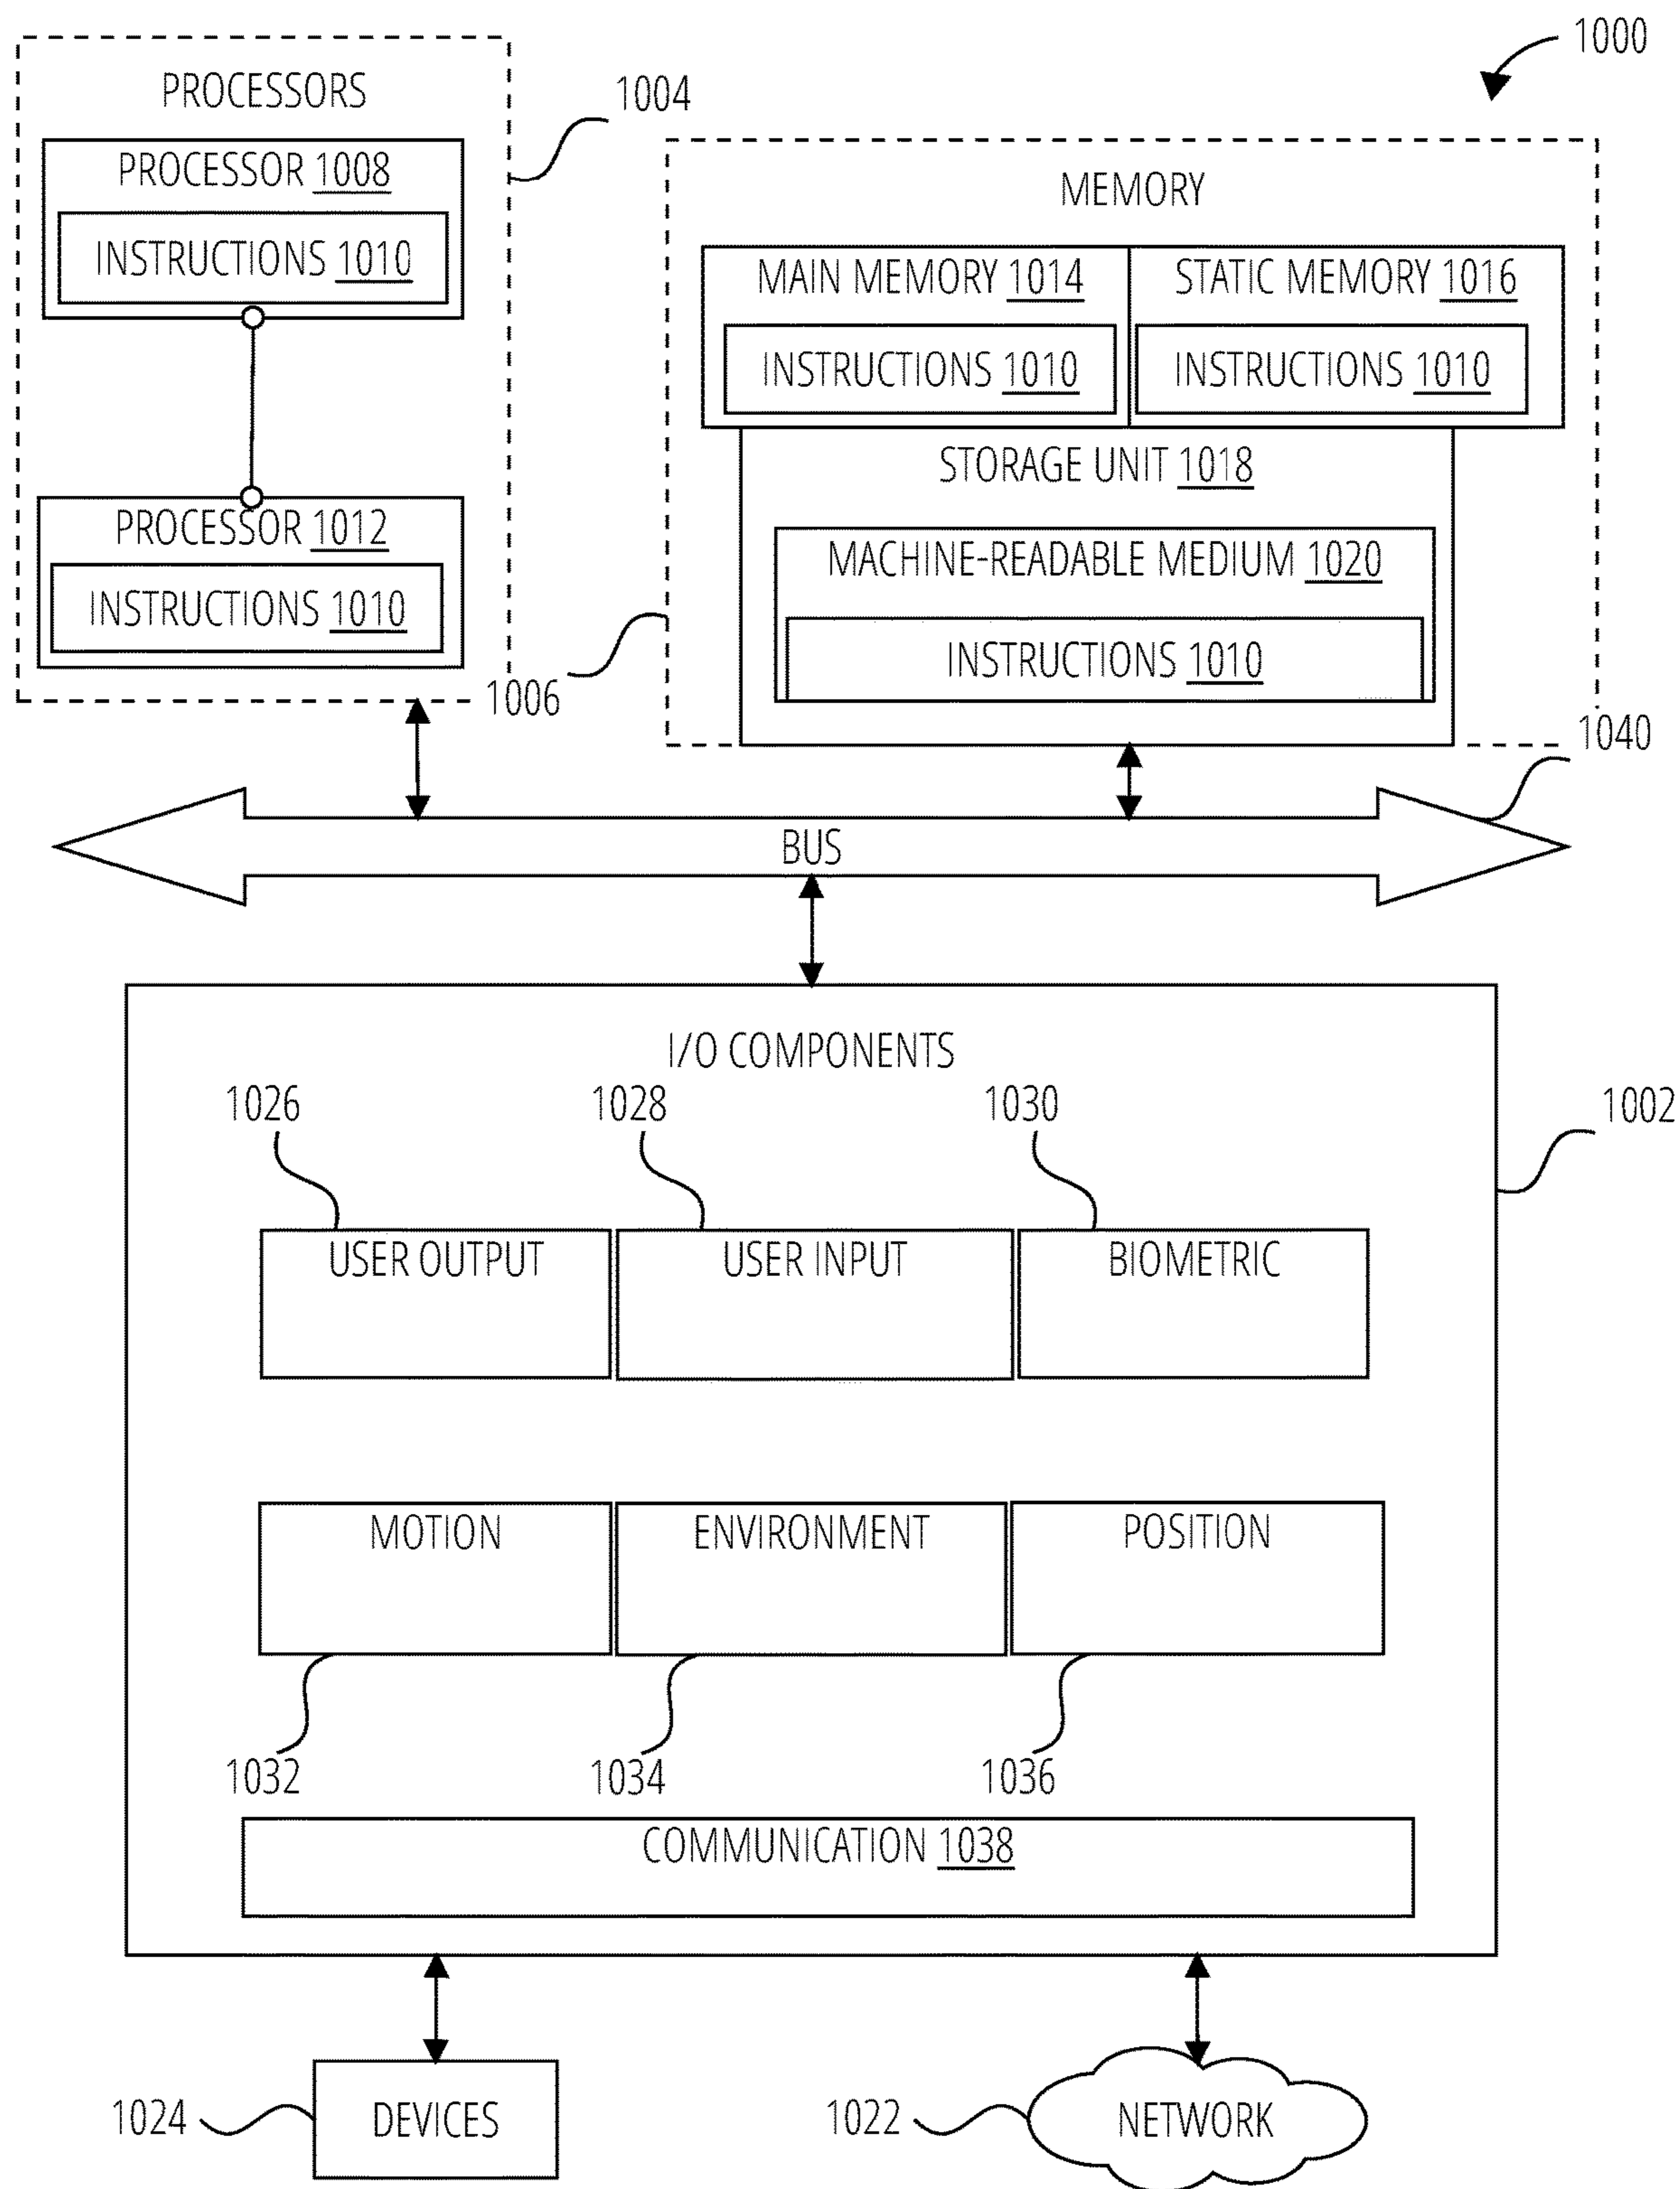 1000
PROCESSORS
1004
PROCESSOR 1008
INSTRUCTIONS 1010
PROCESSOR 1012
INSTRUCTIONS 1010
MEMORY
MAIN MEMORY 1014
INSTRUCTIONS 1010
STATIC MEMORY 1016
INSTRUCTIONS 1010
STORAGE UNIT 1018
MACHINE-READABLE MEDIUM 1020
INSTRUCTIONS 1010
1006
1040
BUS
I/O COMPONENTS
1002
1026
1028
1030
USER OUTPUT
USER INPUT
BIOMETRIC
MOTION
ENVIRONMENT
POSITION
1032
1034
1036
COMMUNICATION 1038
1024
DEVICES
1022
NETWORK